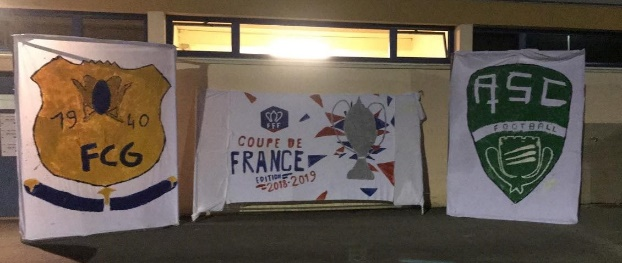 19 40
FCG
FFF
COUPE DE
FRANCE
EDITION
2018-2019
ASC
FOOTBALL